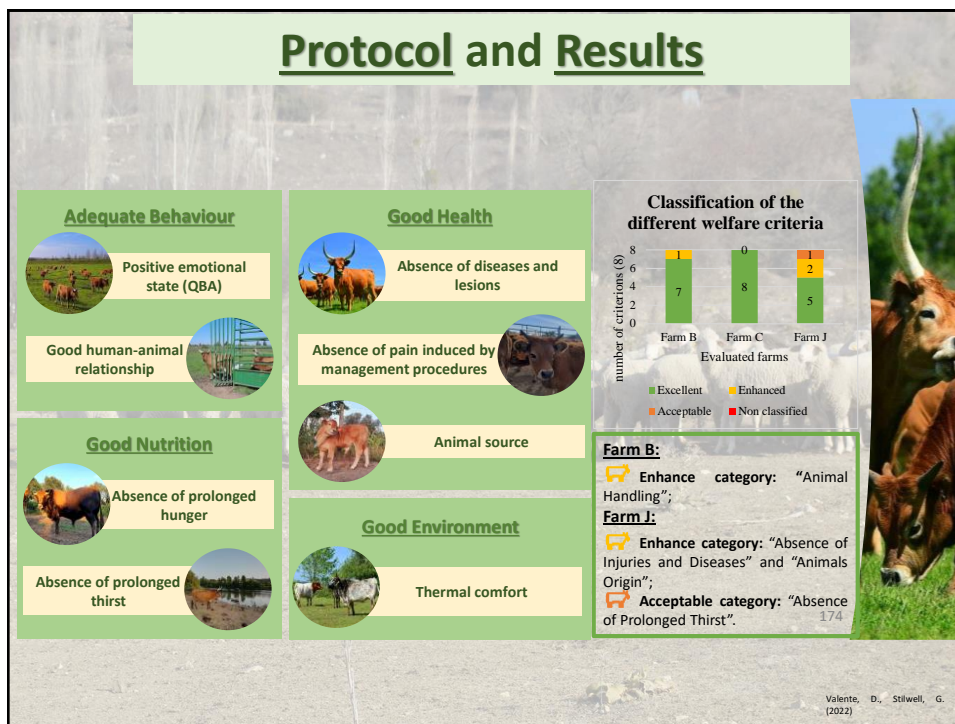 Protocol and Results
Adequate Behaviour
Positive emotional
state (QBA)
Good human-animal
relationship
Good Nutrition
Absence of prolonged
hunger
Absence of prolonged
thirst
Good Health
Absence of diseases and
lesions
Absence of pain induced by
management procedures
Animal source
Good Environment
Thermal comfort
Classification of the
different welfare criteria
number of criterions (8)
8
6
4
2
0
1
7
0
8
1
2
5
Farm B
Farm C
Farm J
Evaluated farms
Excellent
Enhanced
Acceptable
Non classified
Farm B:
Enhance category: “Animal
Handling”;
Farm J:
Enhance category: “Absence of
Injuries and Diseases” and “Animals
Origin”;
Acceptable category: “Absence
of Prolonged Thirst”.
174
Valente, D., Stilwell, G.
(2022)